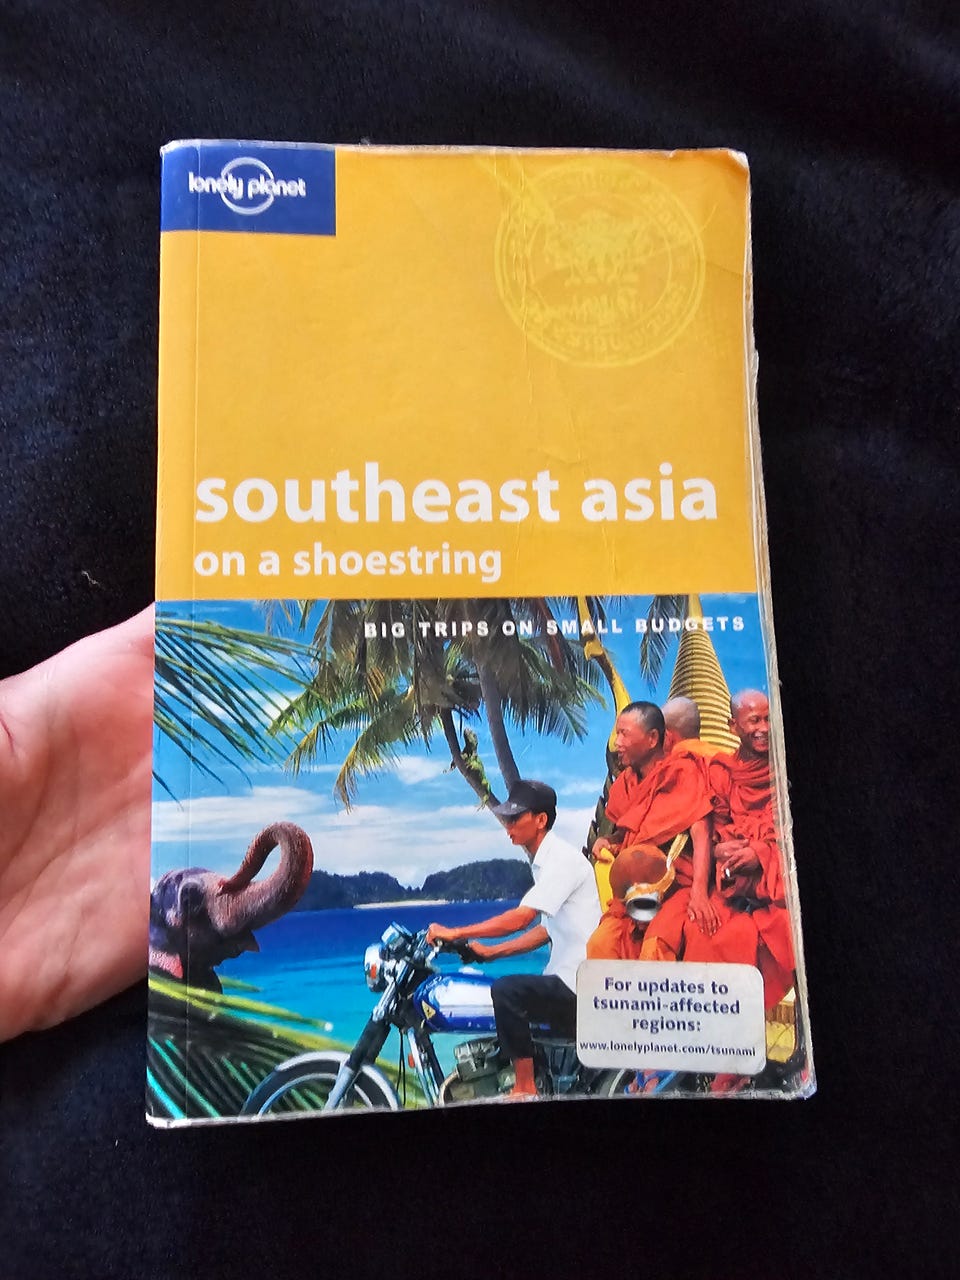 lonely planet
southeast asia
on a shoestring
BIG TRIPS ON SMALL BUDGETS
For updates to
tsunami-affected
regions:
www.lonelyplanet.com/tsunami